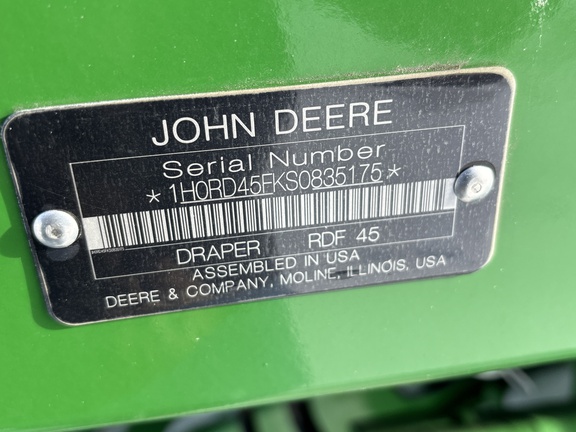 JOHN DEERE
Serial Number
*1H0RD45FKS0835175*
DRAPER RDF 45
ASSEMBLED IN USA
DEERE & COMPANY, MOLINE, ILLINOIS, USA